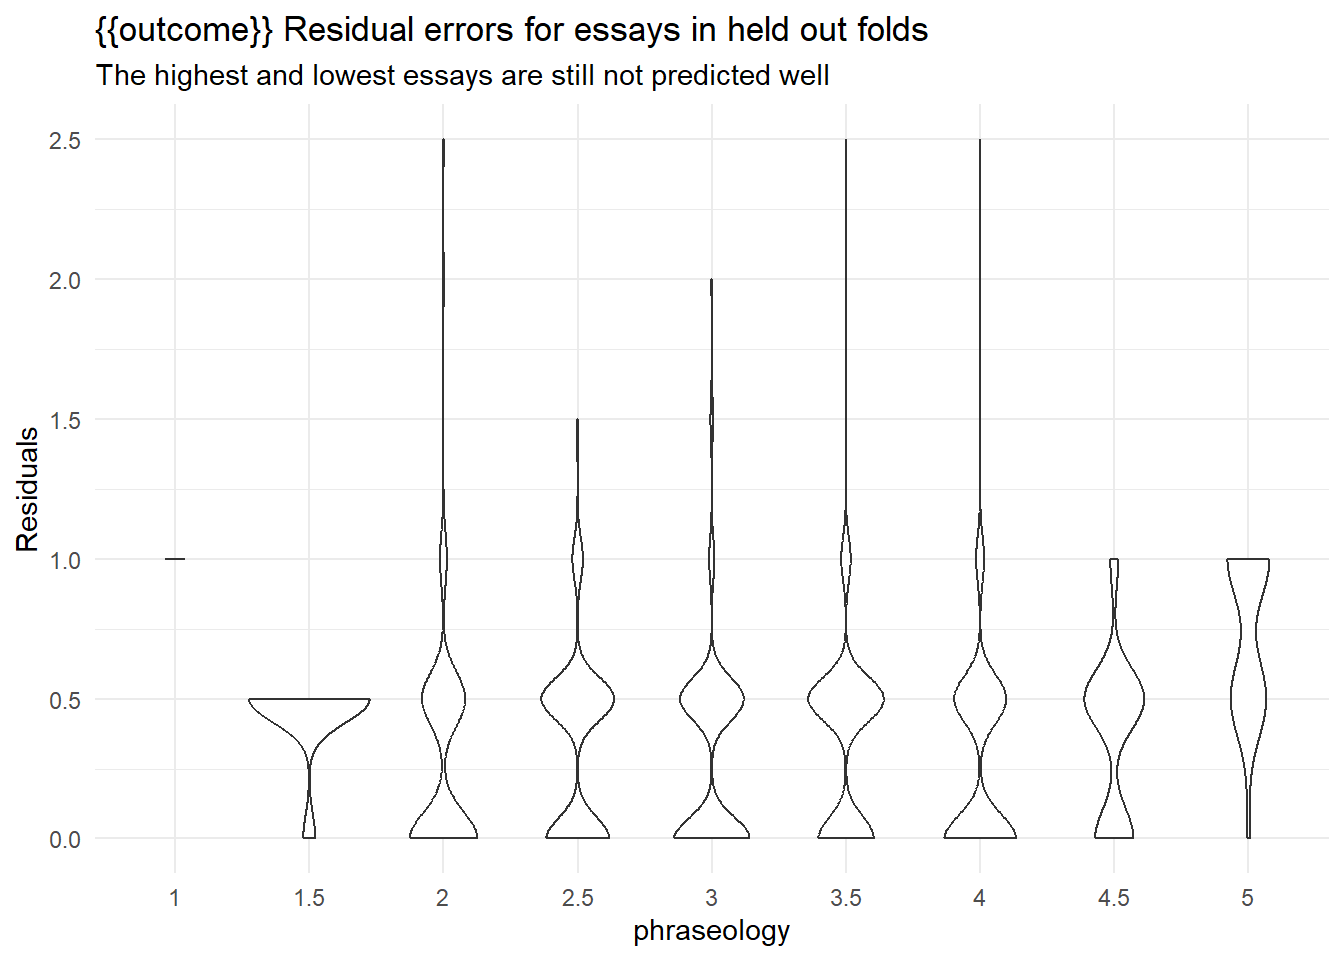 {{outcome}} Residual errors for essays in held out folds
The highest and lowest essays are still not predicted well
2.5
2.0
1.5
1.0
0.5
0.0
Residuals
1 1.5 2 2.5 3 3.5 4 4.5 5
phraseology